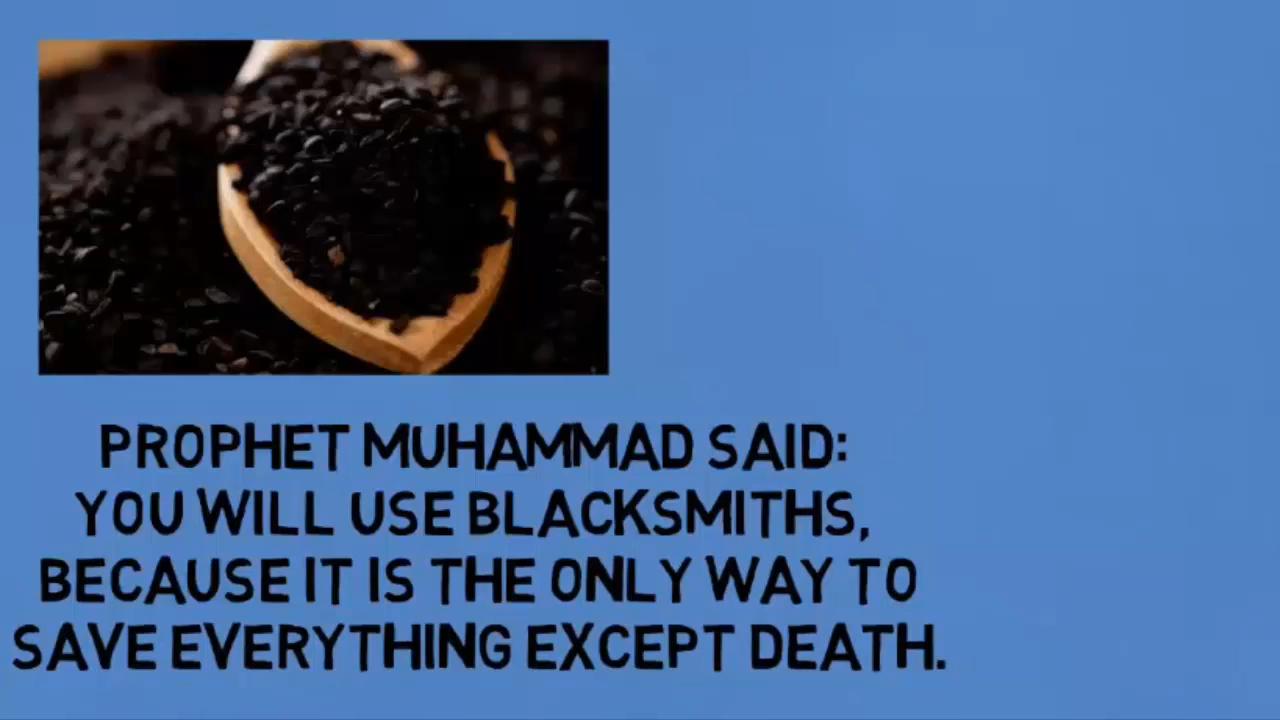 PROPHET MUHAMMAD SAID:
YOU WILL USE BLACKSMITHS,
BECAUSE IT IS THE ONLY WAY TO
SAVE EVERYTHING EXCEPT DEATH.